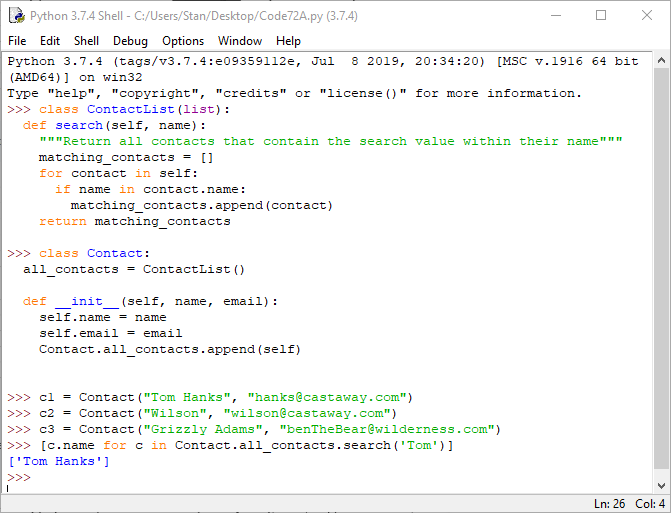 Python 3.7.4 Shell - C:/Users/Stan/Desktop/Code72A.py (3.7.4)
File Edit Shell Debug Options Window Help
Python 3.7.4 (tags/v3.7.4:e09359112e, Jul  8 2019, 20:34:20) [MSC v.1916 64 bit
(AMD64)] on win32
Type "help", "copyright", "credits" or "license()" for more information.
>>> class ContactList(list):
  def search(self, name):
    """Return all contacts that contain the search value within their name"""
    matching_contacts = []
    for contact in self:
      if name in contact.name:
        matching_contacts.append(contact)
    return matching_contacts
>>> class Contact:
  all_contacts = ContactList()
  def __init__(self, name, email):
    self.name = name
    self.email = email
    Contact.all_contacts.append(self)
>>> c1 = Contact("Tom Hanks", "hanks@castaway.com")
>>> c2 = Contact("Wilson", "wilson@castaway.com")
>>> c3 = Contact("Grizzly Adams", "benTheBear@wilderness.com")
>>> [c.name for c in Contact.all_contacts.search('Tom')]
['Tom Hanks']
>>>
Ln: 26 Col: 4